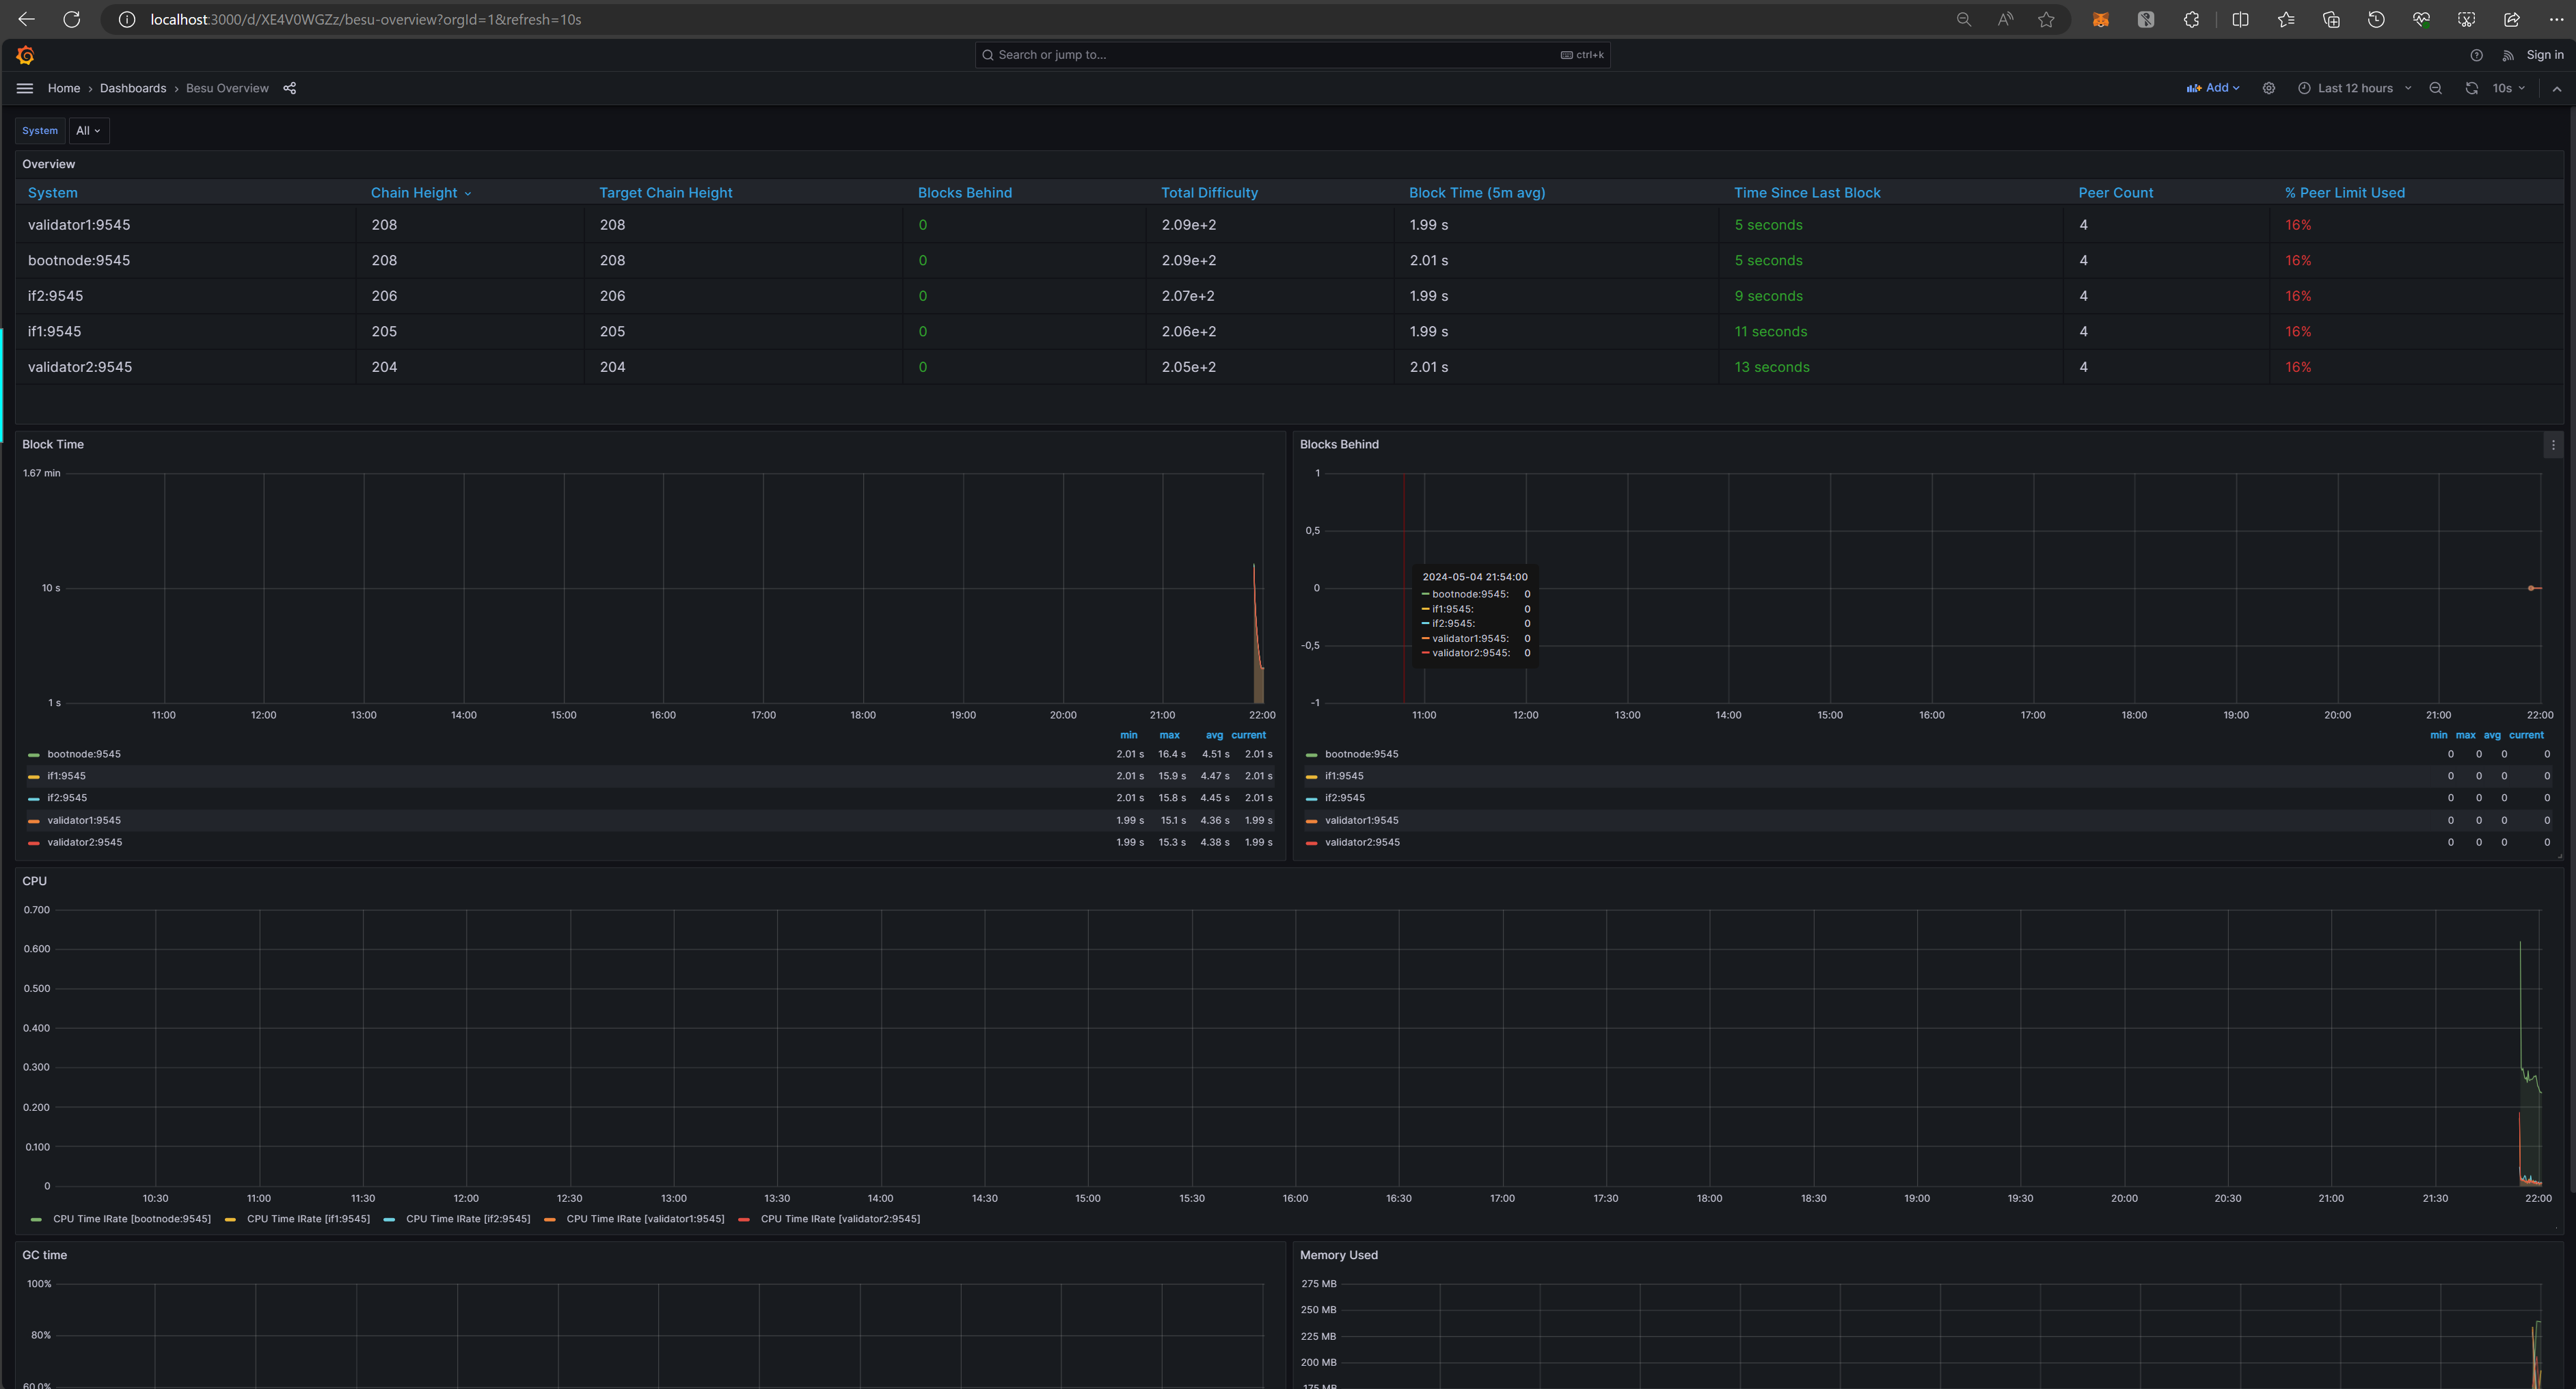 localhost:3000/d/XE4V0WGZz/besu-overview?orgId=1&refresh=10s
Search or jump to... ctrl+k Sign in
Home › Dashboards › Besu Overview Add Last 12 hours 10s
System All
Overview
System Chain Height Target Chain Height Blocks Behind Total Difficulty Block Time (5m avg) Time Since Last Block Peer Count % Peer Limit Used
validator1:9545 208 208 0 2.09e+2 1.99 s 5 seconds 4 16%
bootnode:9545 208 208 0 2.09e+2 2.01 s 5 seconds 4 16%
if2:9545 206 206 0 2.07e+2 1.99 s 9 seconds 4 16%
if1:9545 205 205 0 2.06e+2 1.99 s 11 seconds 4 16%
validator2:9545 204 204 0 2.05e+2 2.01 s 13 seconds 4 16%
Block Time
1.67 min
10 s
1 s
11:00 12:00 13:00 14:00 15:00 16:00 17:00 18:00 19:00 20:00 21:00 22:00
min max avg current
bootnode:9545 2.01 s 16.4 s 4.51 s 2.01 s
if1:9545 2.01 s 15.9 s 4.47 s 2.01 s
if2:9545 2.01 s 15.8 s 4.45 s 2.01 s
validator1:9545 1.99 s 15.1 s 4.36 s 1.99 s
validator2:9545 1.99 s 15.3 s 4.38 s 1.99 s
Blocks Behind
1
0,5
0
-0,5
-1
2024-05-04 21:54:00
bootnode:9545: 0
if1:9545: 0
if2:9545: 0
validator1:9545: 0
validator2:9545: 0
11:00 12:00 13:00 14:00 15:00 16:00 17:00 18:00 19:00 20:00 21:00 22:00
min max avg current
bootnode:9545 0 0 0 0
if1:9545 0 0 0 0
if2:9545 0 0 0 0
validator1:9545 0 0 0 0
validator2:9545 0 0 0 0
CPU
0.700
0.600
0.500
0.400
0.300
0.200
0.100
0
10:30 11:00 11:30 12:00 12:30 13:00 13:30 14:00 14:30 15:00 15:30 16:00 16:30 17:00 17:30 18:00 18:30 19:00 19:30 20:00 20:30 21:00 21:30 22:00
CPU Time IRate [bootnode:9545] CPU Time IRate [if1:9545] CPU Time IRate [if2:9545] CPU Time IRate [validator1:9545] CPU Time IRate [validator2:9545]
GC time
100%
80%
60.0%
Memory Used
275 MB
250 MB
225 MB
200 MB
175 MB